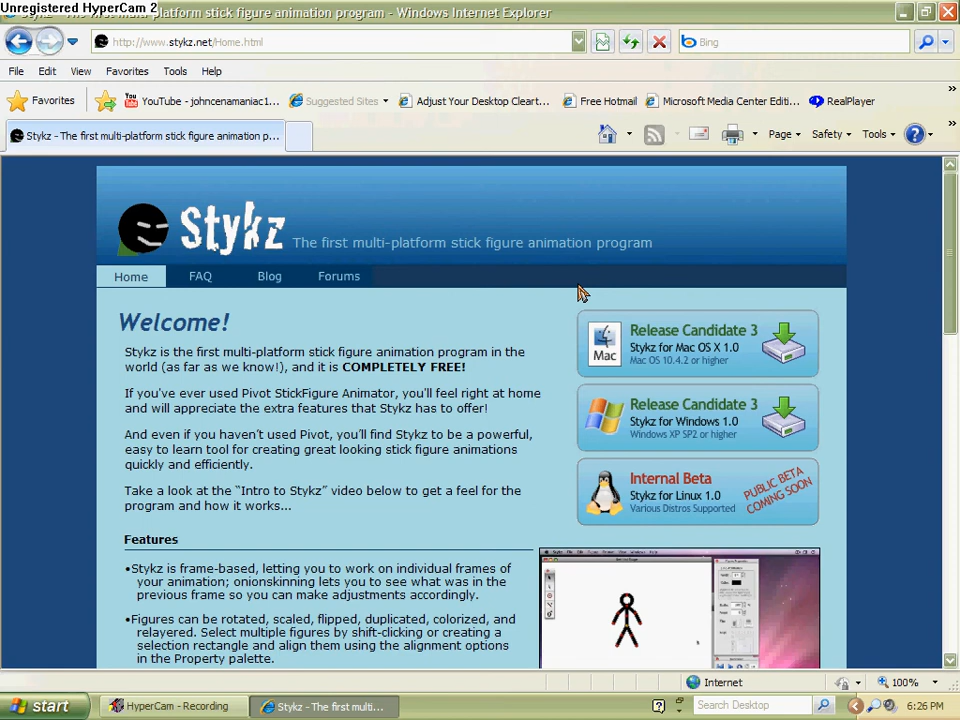 Unregistered HyperCam 2
platform stick figure animation program - Windows Internet Explorer
http://www.stykz.net/Home.html
Bing
File Edit View Favorites Tools Help
Favorites YouTube - johncenamaniac1... Suggested Sites Adjust Your Desktop Cleart... Free Hotmail Microsoft Media Center Editi... RealPlayer »
Stykz - The first multi-platform stick figure animation p... Page Safety Tools »
Stykz The first multi-platform stick figure animation program
Home FAQ Blog Forums
Welcome!
Stykz is the first multi-platform stick figure animation program in the
world (as far as we know!), and it is COMPLETELY FREE!
If you've ever used Pivot StickFigure Animator, you'll feel right at home
and will appreciate the extra features that Stykz has to offer!
And even if you haven't used Pivot, you'll find Stykz to be a powerful,
easy to learn tool for creating great looking stick figure animations
quickly and efficiently.
Take a look at the “Intro to Stykz” video below to get a feel for the
program and how it works...
Features
•Stykz is frame-based, letting you to work on individual frames of
your animation; onionskinning lets you to see what was in the
previous frame so you can make adjustments accordingly.
•Figures can be rotated, scaled, flipped, duplicated, colorized, and
relayered. Select multiple figures by shift-clicking or creating a
selection rectangle and align them using the alignment options
in the Property palette.
Mac
Release Candidate 3
Stykz for Mac OS X 1.0
Mac OS 10.4.2 or higher
Release Candidate 3
Stykz for Windows 1.0
Windows XP SP2 or higher
Internal Beta
Stykz for Linux 1.0
Various Distros Supported
PUBLIC BETA
COMING SOON
Internet 100%
start HyperCam - Recording Stykz - The first multi... Search Desktop 6:26 PM